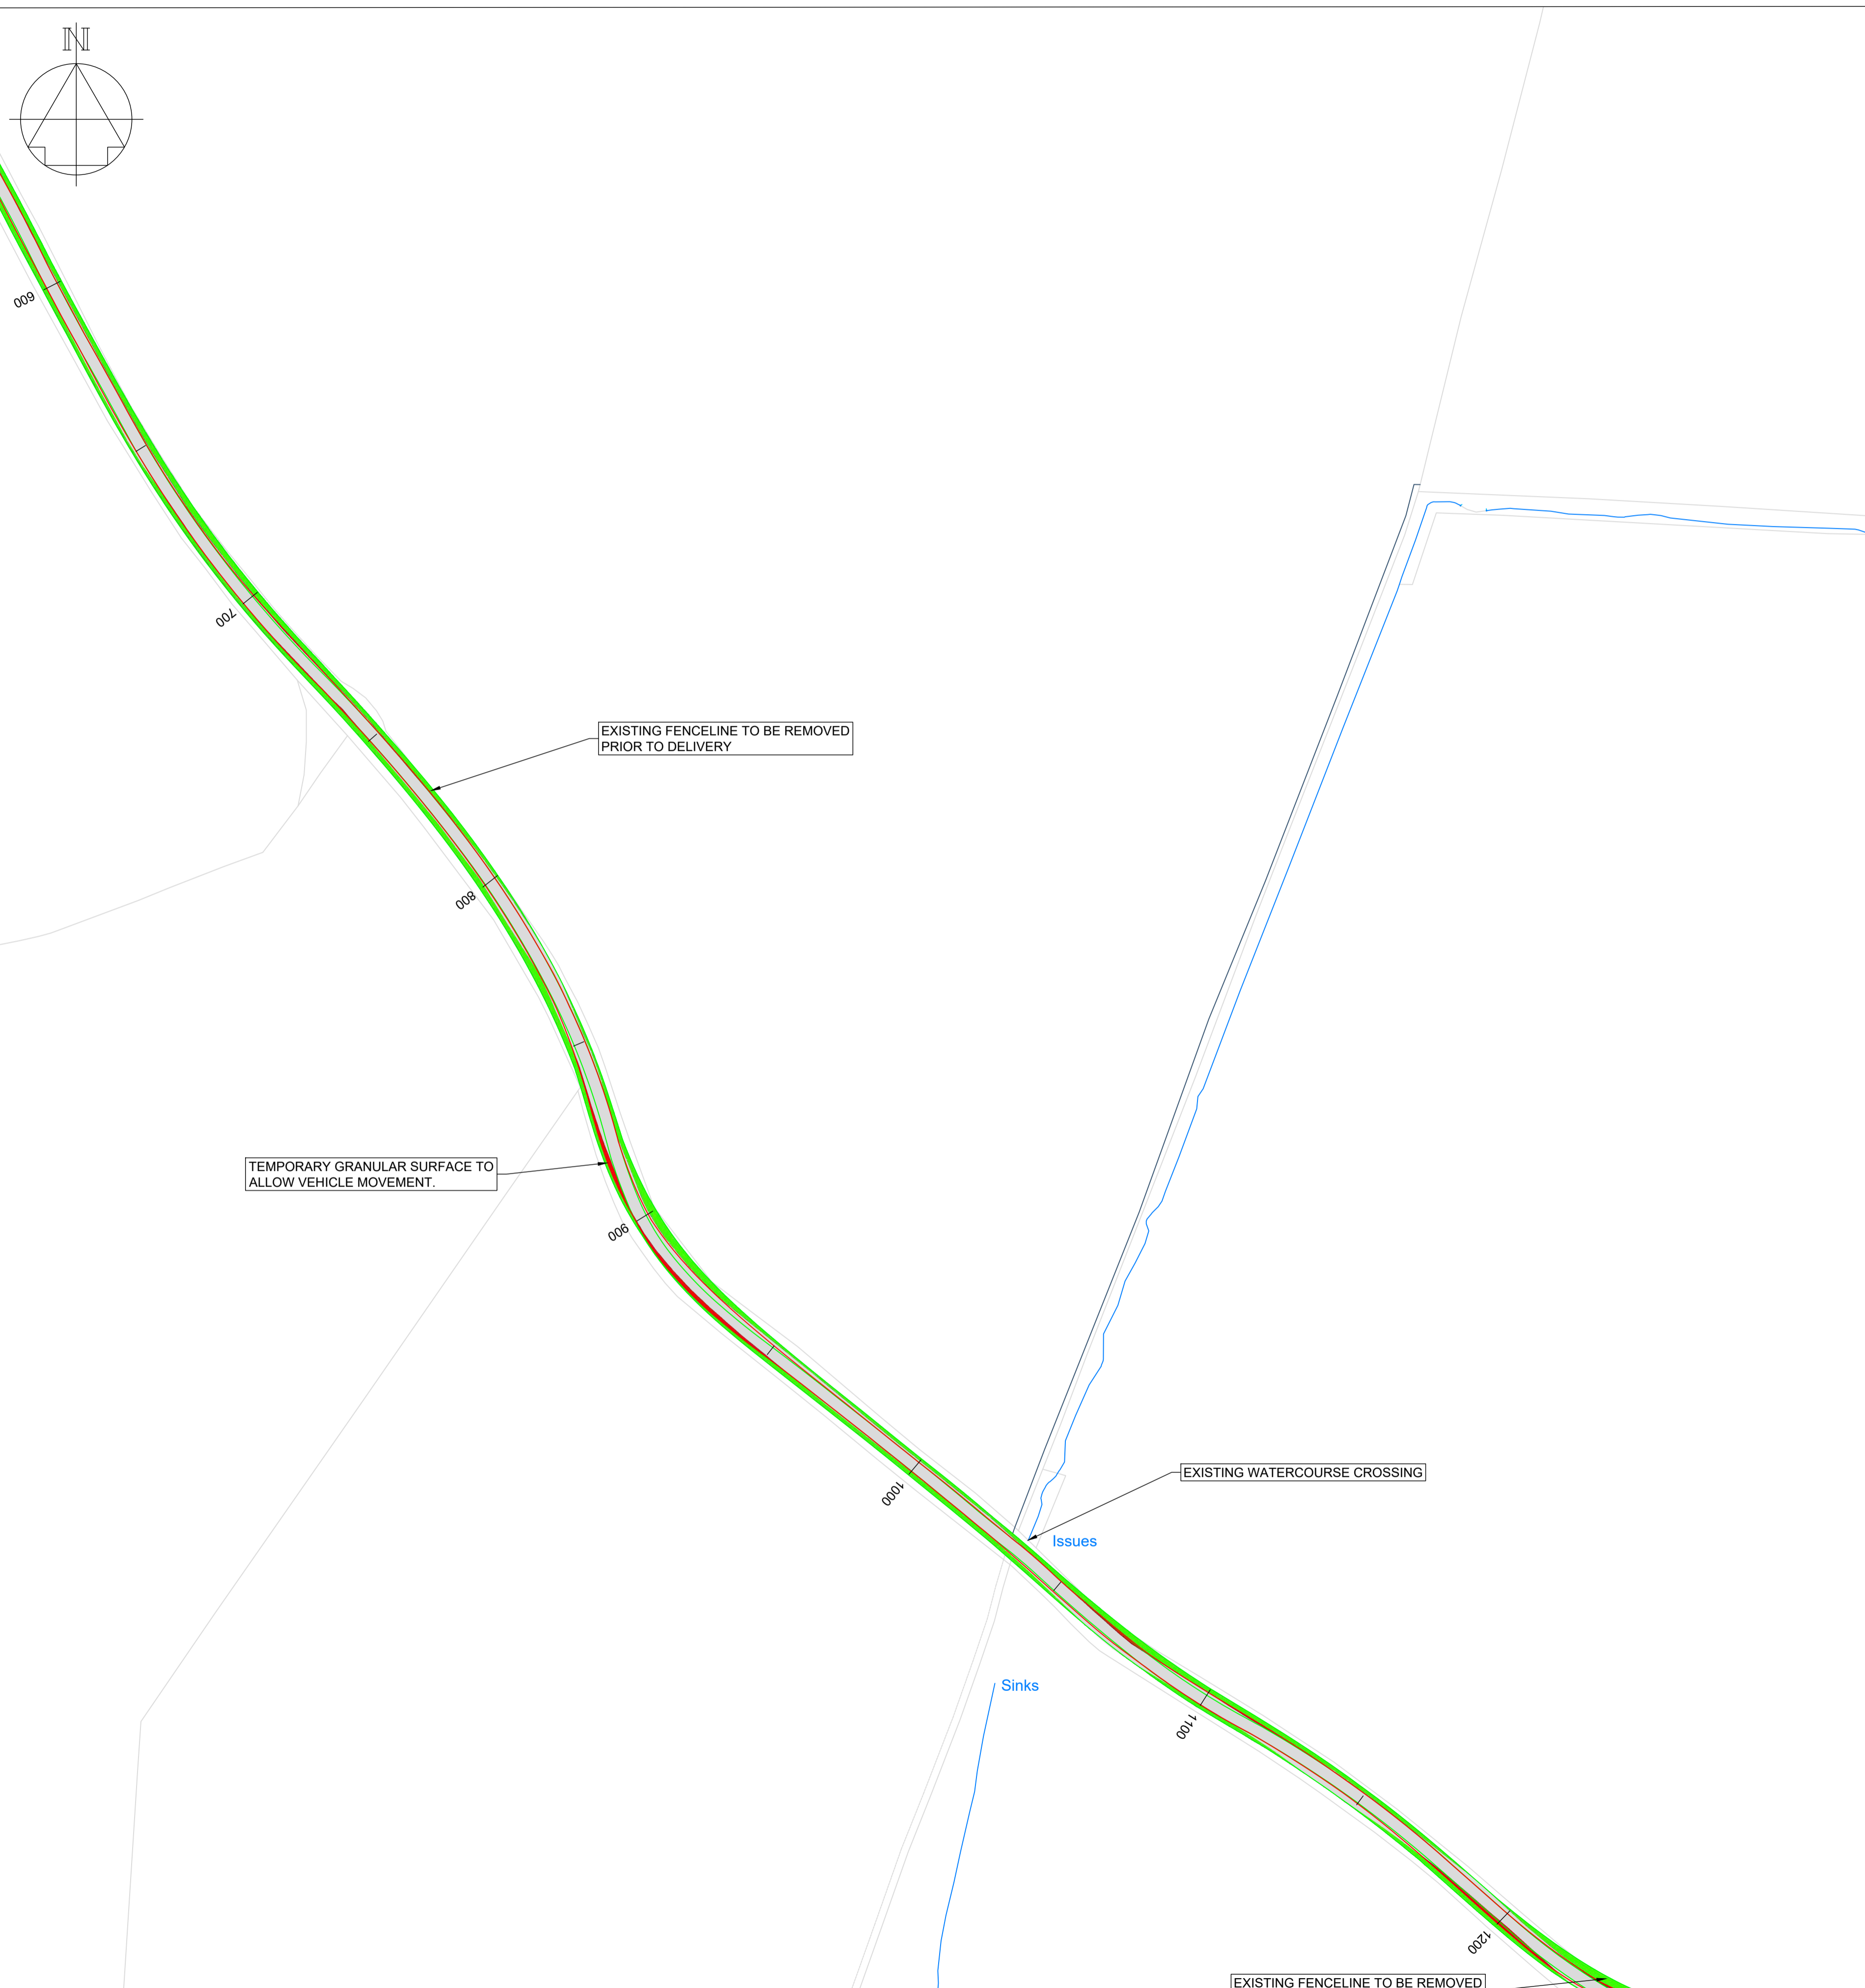 N
600
700
EXISTING FENCELINE TO BE REMOVED
PRIOR TO DELIVERY
800
TEMPORARY GRANULAR SURFACE TO
ALLOW VEHICLE MOVEMENT.
900
EXISTING WATERCOURSE CROSSING
1000
Issues
Sinks
1100
1200
EXISTING FENCELINE TO BE REMOVED